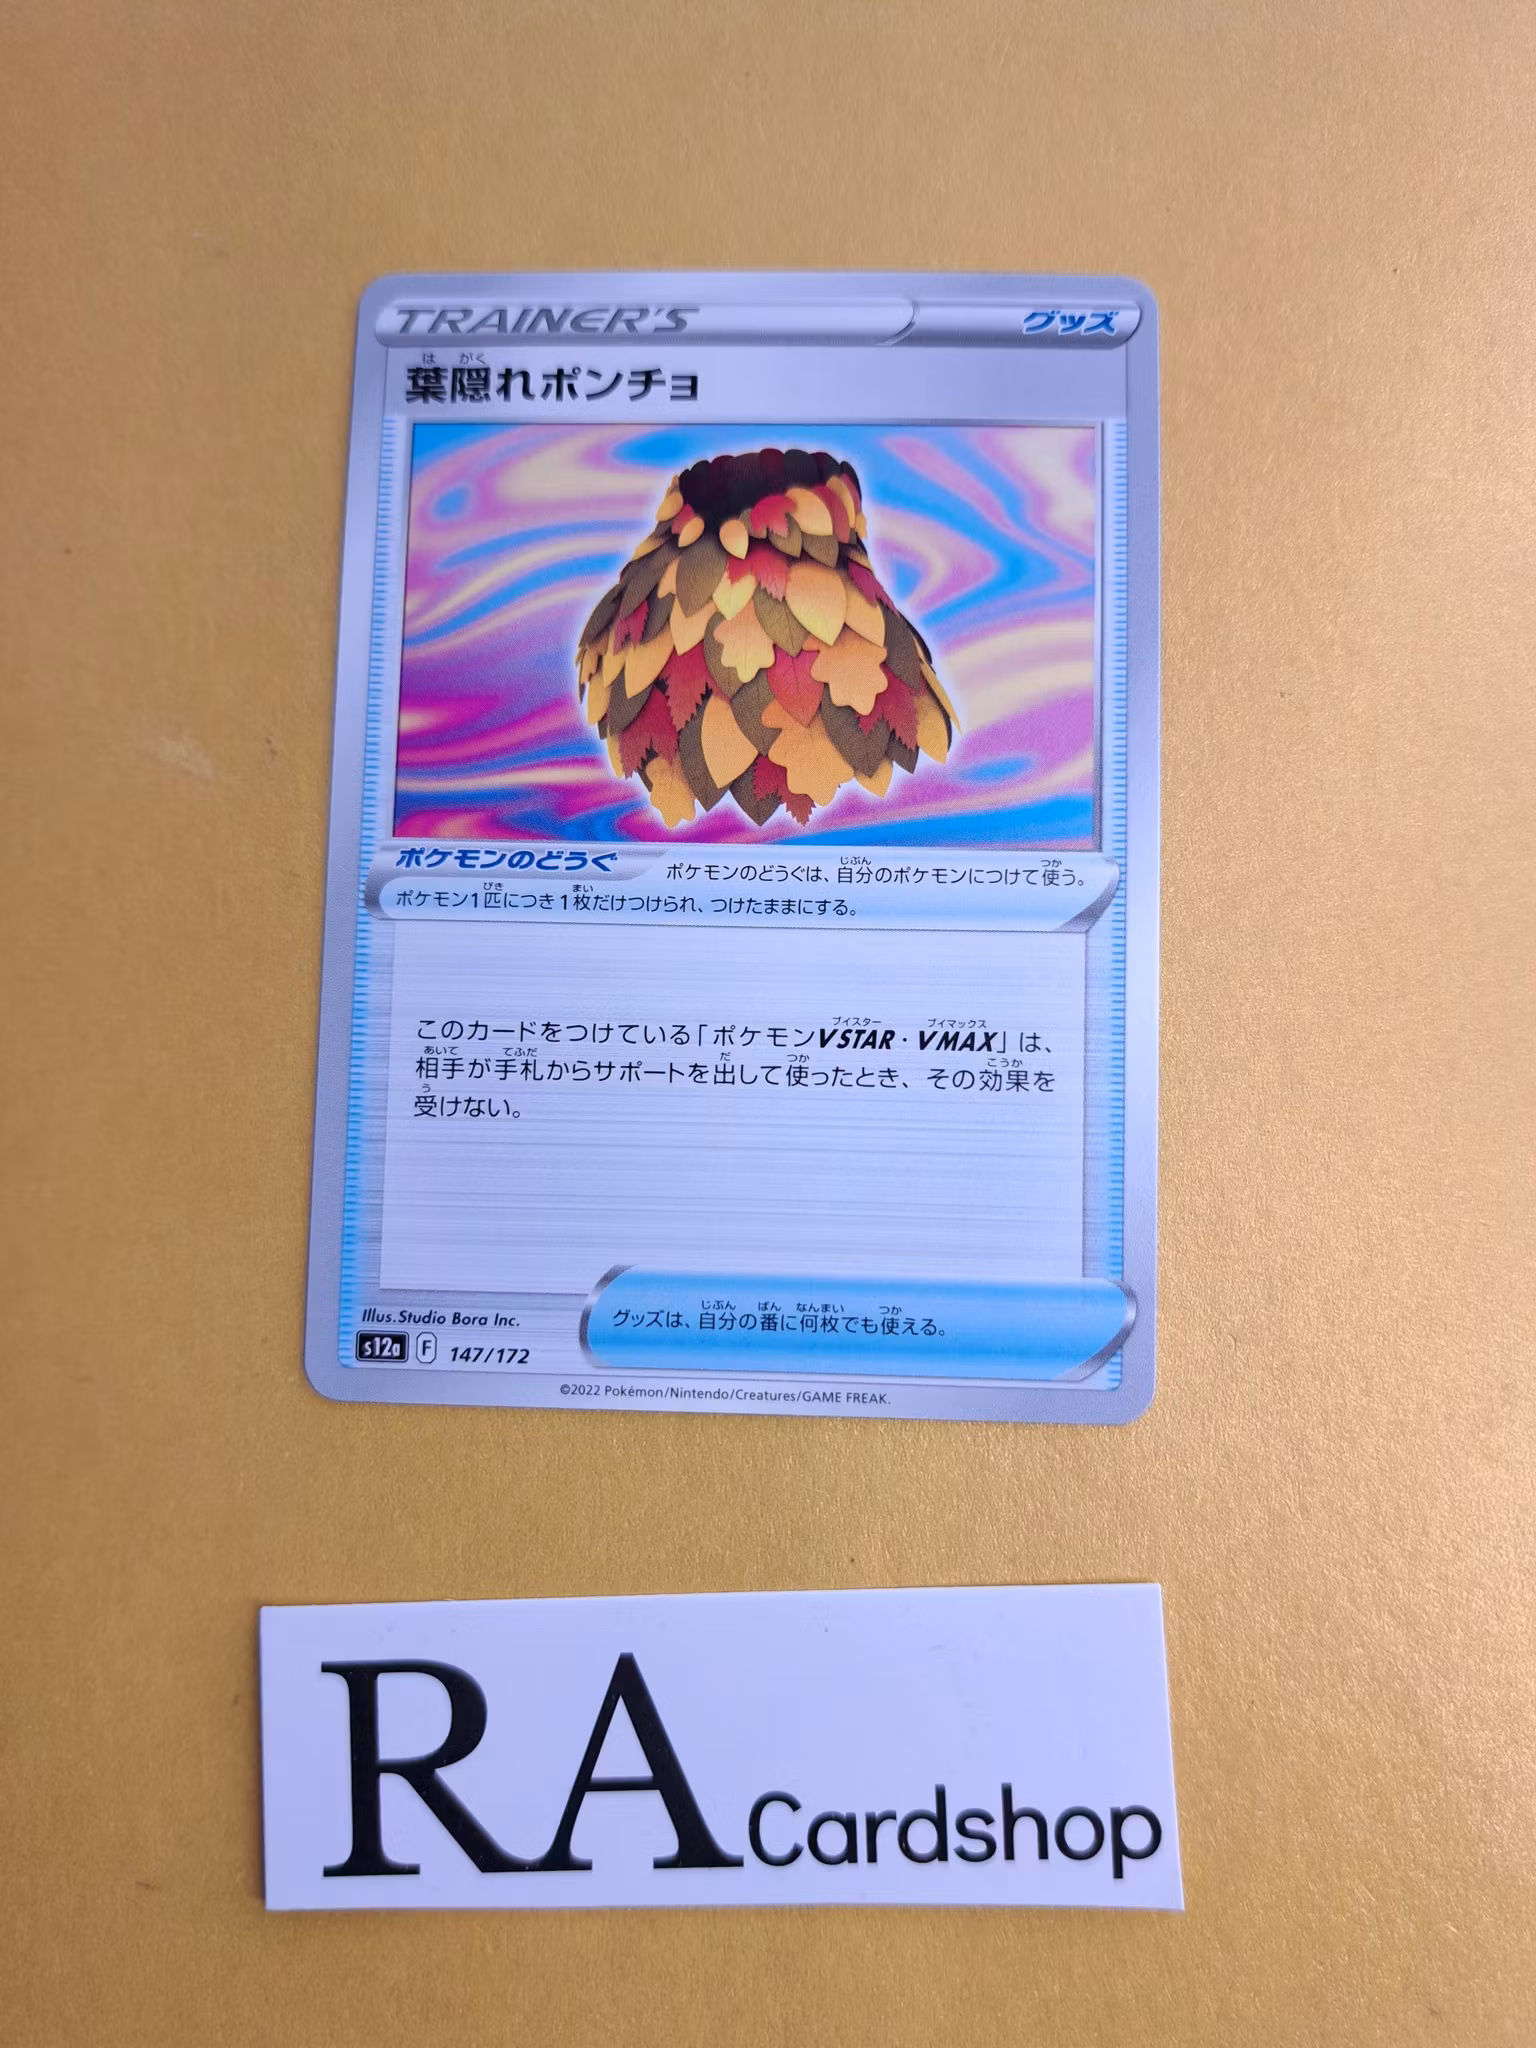 TRAINER'S グッズ
は がく
葉隠れポンチョ
ポケモンのどうぐ
じぶん つか
ポケモンのどうぐは、自分のポケモンにつけて使う。
びき まい
ポケモン1匹につき1枚だけつけられ、つけたままにする。
ブイスター ブイマックス
このカードをつけている「ポケモンVSTAR・VMAX」は、
あいて てふだ だ つか こうか
相手が手札からサポートを出して使ったとき、その効果を
う
受けない。
Illus. Studio Bora Inc.
s12a F 147/172
じぶん ばん なんまい つか
グッズは、自分の番に何枚でも使える。
©2022 Pokémon/Nintendo/Creatures/GAME FREAK.
RA Cardshop